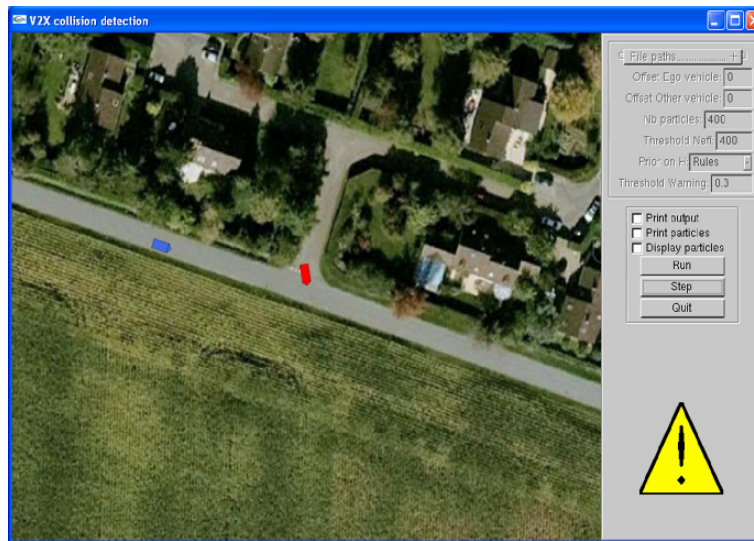 V2X collision detection
File paths.................. +
Offset Ego vehicle: 0
Offset Other vehicle: 0
Nb particles: 400
Threshold Neff: 400
Prior on H: Rules
Threshold Warning: 0.3
Print output
Print particles
Display particles
Run
Step
Quit
!